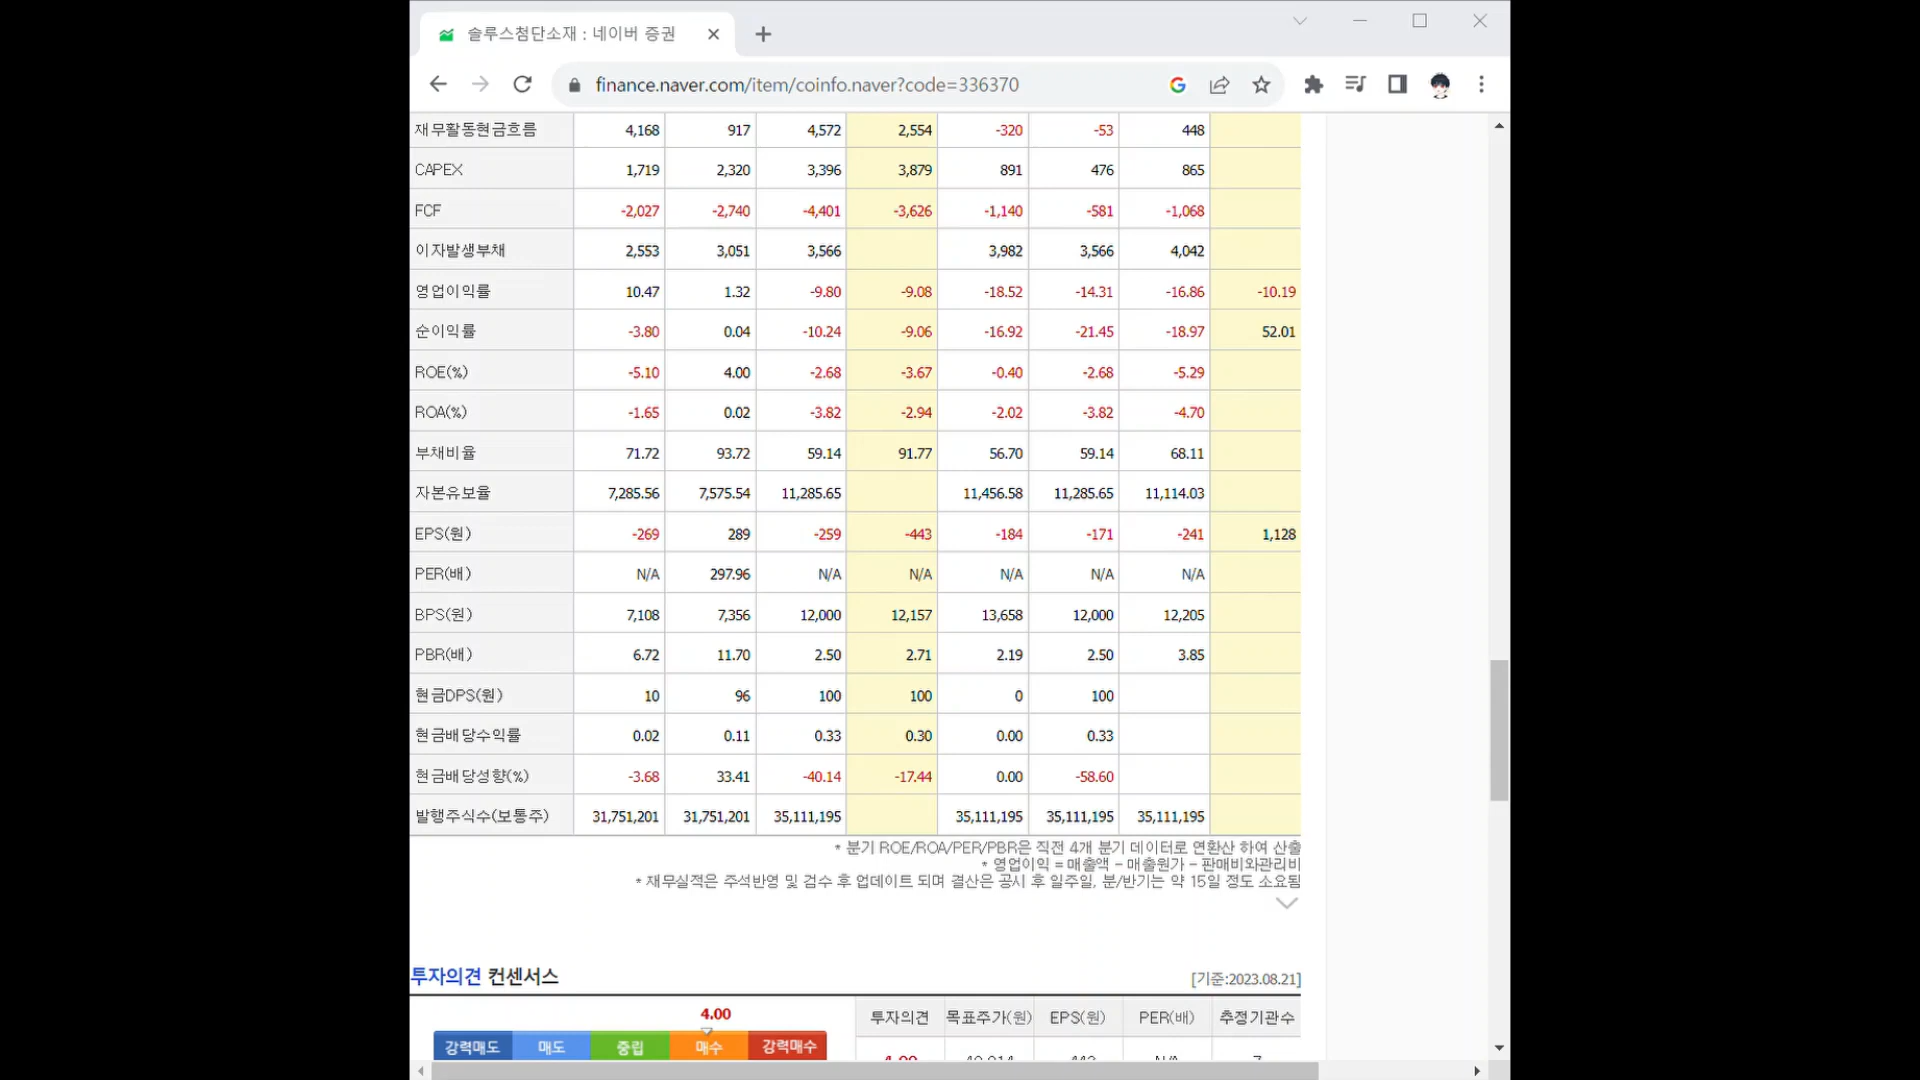 솔루스첨단소재 : 네이버 증권
finance.naver.com/item/coinfo.naver?code=336370
재무활동현금흐름 4,168 917 4,572 2,554 -320 -53 448
CAPEX 1,719 2,320 3,396 3,879 891 476 865
FCF -2,027 -2,740 -4,401 -3,626 -1,140 -581 -1,068
이자발생부채 2,553 3,051 3,566 3,982 3,566 4,042
영업이익률 10.47 1.32 -9.80 -9.08 -18.52 -14.31 -16.86 -10.19
순이익률 -3.80 0.04 -10.24 -9.06 -16.92 -21.45 -18.97 52.01
ROE(%) -5.10 4.00 -2.68 -3.67 -0.40 -2.68 -5.29
ROA(%) -1.65 0.02 -3.82 -2.94 -2.02 -3.82 -4.70
부채비율 71.72 93.72 59.14 91.77 56.70 59.14 68.11
자본유보율 7,285.56 7,575.54 11,285.65 11,456.58 11,285.65 11,114.03
EPS(원) -269 289 -259 -443 -184 -171 -241 1,128
PER(배) N/A 297.96 N/A N/A N/A N/A N/A
BPS(원) 7,108 7,356 12,000 12,157 13,658 12,000 12,205
PBR(배) 6.72 11.70 2.50 2.71 2.19 2.50 3.85
현금DPS(원) 10 96 100 100 0 100
현금배당수익률 0.02 0.11 0.33 0.30 0.00 0.33
현금배당성향(%) -3.68 33.41 -40.14 -17.44 0.00 -58.60
발행주식수(보통주) 31,751,201 31,751,201 35,111,195 35,111,195 35,111,195 35,111,195
* 분기 ROE/ROA/PER/PBR은 직전 4개 분기 데이터로 연환산 하여 산출
* 영업이익 = 매출액 - 매출원가 - 판매비와관리비
* 재무실적은 주석반영 및 검수 후 업데이트 되며 결산은 공시 후 일주일, 분/반기는 약 15일 정도 소요됨
투자의견 컨센서스 [기준:2023.08.21]
4.00
강력매도 매도 중립 매수 강력매수
투자의견 목표주가(원) EPS(원) PER(배) 추정기관수